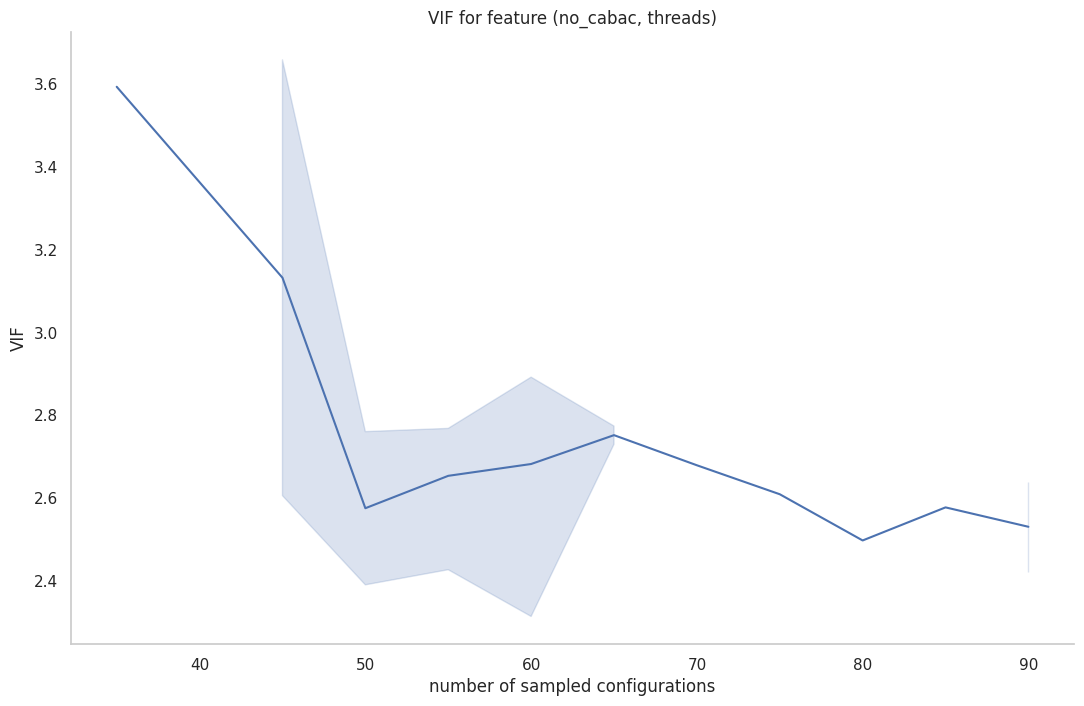 VIF for feature (no_cabac, threads)
3.6
3.4
3.2
3.0
2.8
2.6
2.4
VIF
40 50 60 70 80 90
number of sampled configurations